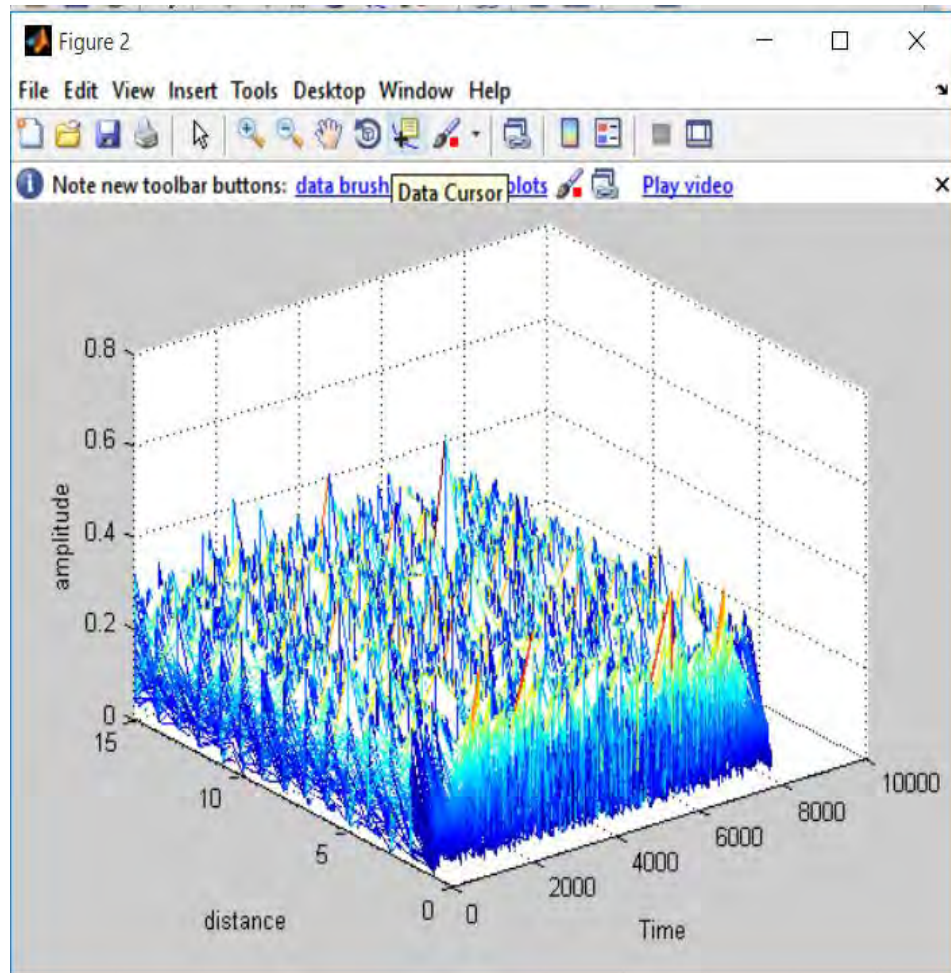 Figure 2
File Edit View Insert Tools Desktop Window Help
Note new toolbar buttons: data brush plots Play video
Data Cursor
0.8
0.6
0.4
0.2
0
amplitude
15
10
5
0
distance
0
2000
4000
6000
8000
10000
Time